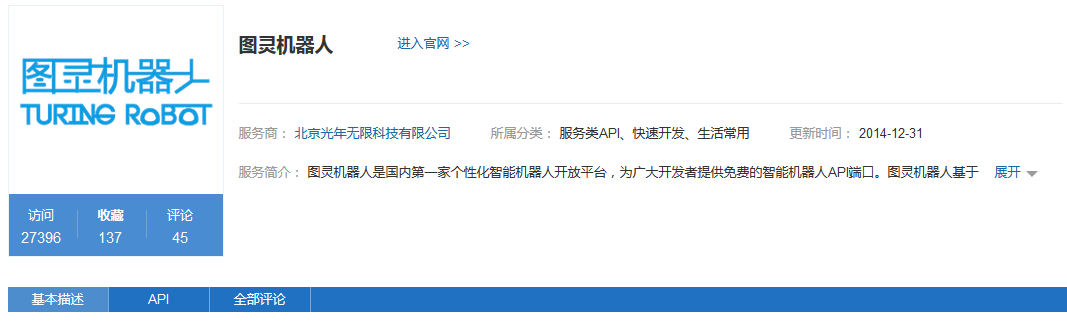 图灵机器人
TURING ROBOT
图灵机器人 进入官网 >>
服务商： 北京光年无限科技有限公司 所属分类： 服务类API、快速开发、生活常用 更新时间： 2014-12-31
服务简介： 图灵机器人是国内第一家个性化智能机器人开放平台，为广大开发者提供免费的智能机器人API端口。图灵机器人基于 展开
访问 收藏 评论
27396 137 45
基本描述 API 全部评论